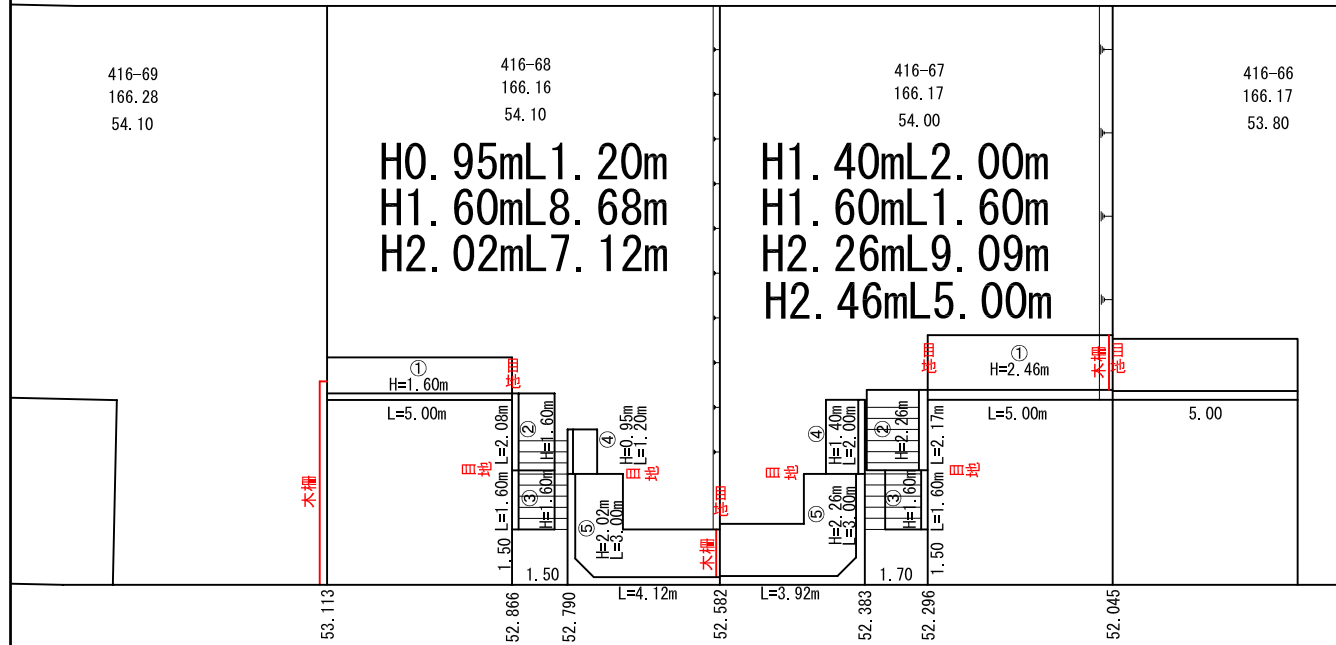 416-69
166.28
54.10
416-68
166.16
54.10
416-67
166.17
54.00
416-66
166.17
53.80
H0.95mL1.20m
H1.60mL8.68m
H2.02mL7.12m
H1.40mL2.00m
H1.60mL1.60m
H2.26mL9.09m
H2.46mL5.00m
①
H=1.60m
L=5.00m
目地
L=2.08m
②
H=1.60m
目地
L=1.60m
③
H=1.60m
1.50
1.50
④
H=0.95m
L=1.20m
目地
⑤
H=2.02m
L=3.00m
L=4.12m
木柵
木柵
目地
目地
L=3.92m
⑤
H=2.26m
L=3.00m
④
H=1.40m
L=2.00m
②
H=2.26m
L=2.17m
③
H=1.60m
L=1.60m
1.50
1.70
目地
目地
①
H=2.46m
L=5.00m
木柵
目地
5.00
53.113
52.866
52.790
52.582
52.383
52.296
52.045